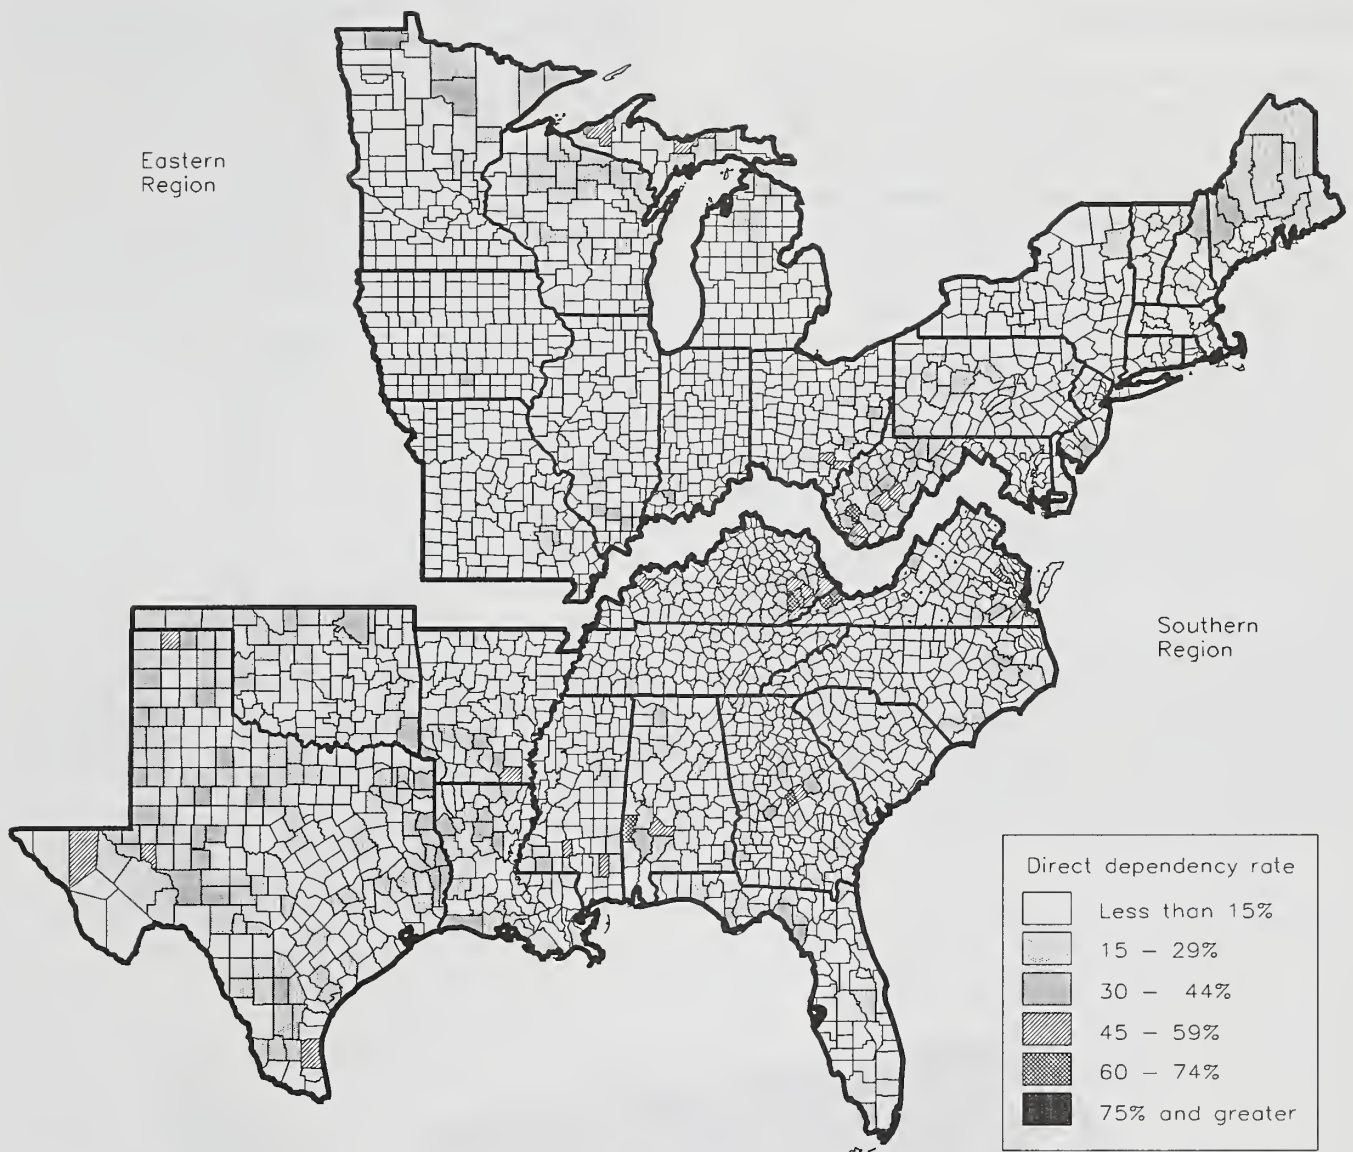 Eastern
Region
Southern
Region
Direct dependency rate
Less than 15%
15 – 29%
30 – 44%
45 – 59%
60 – 74%
75% and greater